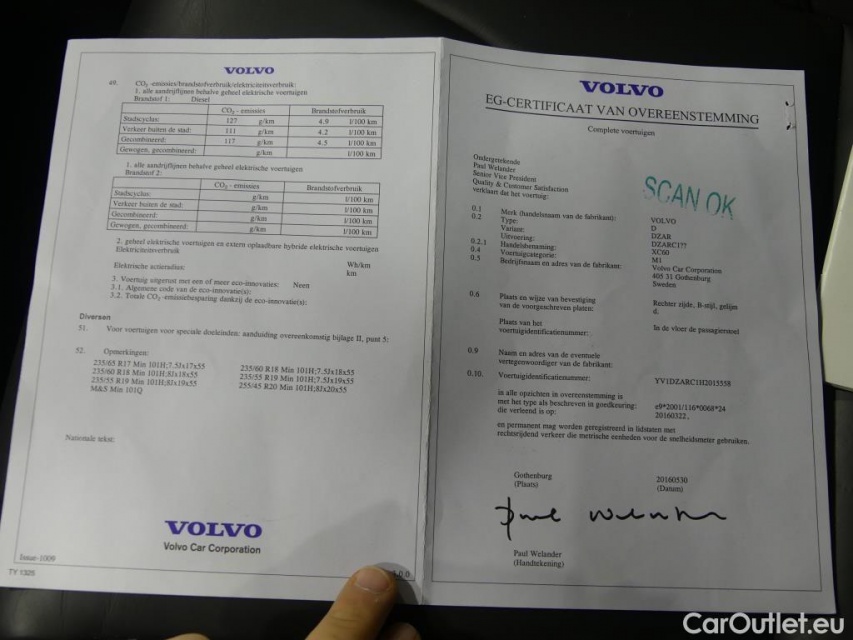 VOLVO
49. CO2 -emissies/brandstofverbruik/elektriciteitsverbruik:
1. alle aandrijflijnen behalve geheel elektrische voertuigen
Brandstof 1: Diesel
CO2 - emissies Brandstofverbruik
Stadscyclus: 127 g/km 4.9 l/100 km
Verkeer buiten de stad: 111 g/km 4.2 l/100 km
Gecombineerd: 117 g/km 4.5 l/100 km
Gewogen, gecombineerd: g/km l/100 km
1. alle aandrijflijnen behalve geheel elektrische voertuigen
Brandstof 2:
CO2 - emissies Brandstofverbruik
Stadscyclus: g/km l/100 km
Verkeer buiten de stad: g/km l/100 km
Gecombineerd: g/km l/100 km
Gewogen, gecombineerd: g/km l/100 km
2. geheel elektrische voertuigen en extern oplaadbare hybride elektrische voertuigen
Elektriciteitsverbruik Wh/km
Elektrische actieradius: km
3. Voertuig uitgerust met een of meer eco-innovaties: Neen
3.1. Algemene code van de eco-innovatie(s):
3.2. Totale CO2 -emissiebesparing dankzij de eco-innovatie(s):
Diversen
51. Voor voertuigen voor speciale doeleinden: aanduiding overeenkomstig bijlage II, punt 5:
52. Opmerkingen:
235/65 R17 Min 101H;7.5Jx17x55 235/60 R18 Min 101H;7.5Jx18x55
235/60 R18 Min 101H;8Jx18x55 235/55 R19 Min 101H;7.5Jx19x55
235/55 R19 Min 101H;8Jx19x55 255/45 R20 Min 101H;8Jx20x55
M&S Min 101Q
Nationale tekst:
VOLVO
Volvo Car Corporation
Issue-1009
TY 1325
VOLVO
EG-CERTIFICAAT VAN OVEREENSTEMMING
Complete voertuigen
Ondergetekende
Paul Welander
Senior Vice President
Quality & Customer Satisfaction
verklaart dat het voertuig:
SCAN OK
0.1 Merk (handelsnaam van de fabrikant): VOLVO
0.2 Type: D
Variant: DZAR
Uitvoering: DZARC1??
0.2.1 Handelsbenaming: XC60
0.4 Voertuigcategorie: M1
0.5 Bedrijfsnaam en adres van de fabrikant: Volvo Car Corporation
405 31 Gothenburg
Sweden
0.6 Plaats en wijze van bevestiging Rechter zijde, B-stijl, gelijm
van de voorgeschreven platen: d.
Plaats van het In de vloer de passagiersstoel
voertuigidentificatienummer:
0.9 Naam en adres van de eventuele
vertegenwoordiger van de fabrikant:
0.10. Voertuigidentificatienummer: YV1DZARC1H2015558
in alle opzichten in overeenstemming is
met het type als beschreven in goedkeuring: e9*2001/116*0068*24
die verleend is op: 20160322,
en permanent mag worden geregistreerd in lidstaten met
rechtsrijdend verkeer die metrische eenheden voor de snelheidsmeter gebruiken.
Gothenburg 20160530
(Plaats) (Datum)
Paul Welander
Paul Welander
(Handtekening)
CarOutlet.eu